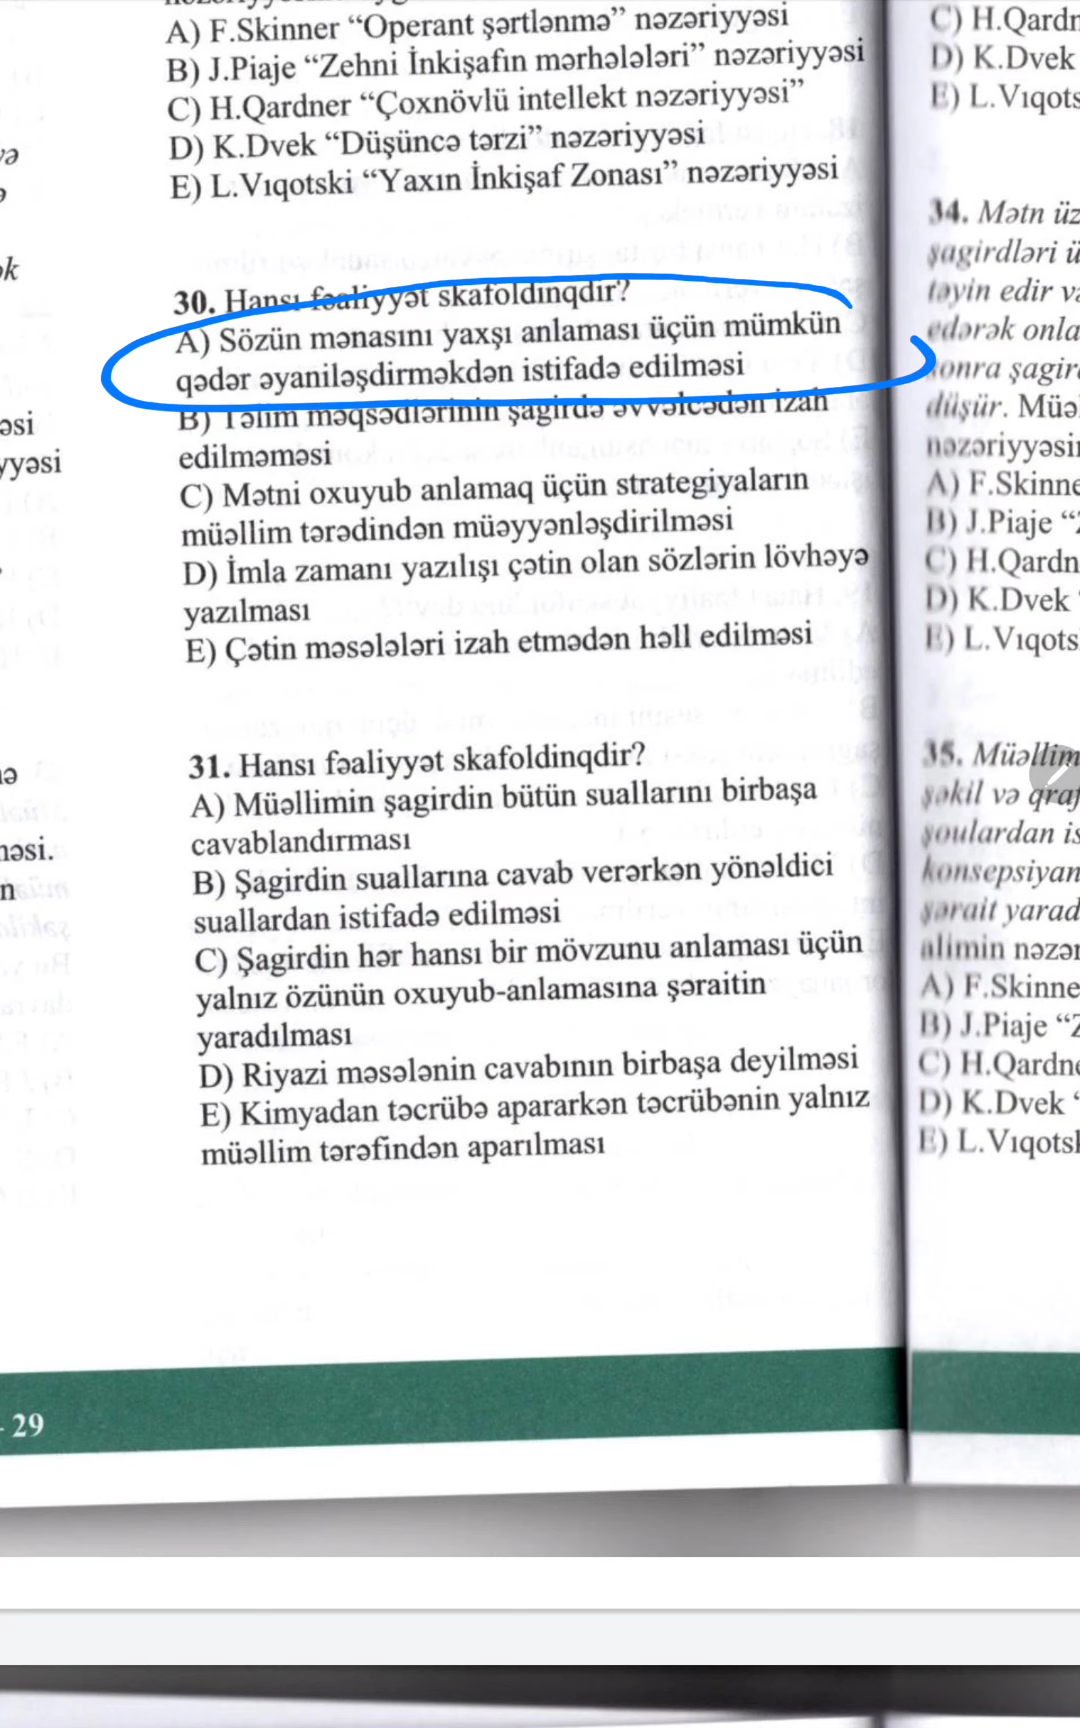 A) F.Skinner “Operant şərtlənmə” nəzəriyyəsi
B) J.Piaje “Zehni İnkişafın mərhələləri” nəzəriyyəsi
C) H.Qardner “Çoxnövlü intellekt nəzəriyyəsi”
D) K.Dvek “Düşüncə tərzi” nəzəriyyəsi
E) L.Vıqotski “Yaxın İnkişaf Zonası” nəzəriyyəsi
30. Hansı fəaliyyət skafoldinqdir?
A) Sözün mənasını yaxşı anlaması üçün mümkün
qədər əyaniləşdirməkdən istifadə edilməsi
B) Təlim məqsədlərinin şagirdə əvvəlcədən izah
edilməməsi
C) Mətni oxuyub anlamaq üçün strategiyaların
müəllim tərədindən müəyyənləşdirilməsi
D) İmla zamanı yazılışı çətin olan sözlərin lövhəyə
yazılması
E) Çətin məsələləri izah etmədən həll edilməsi
31. Hansı fəaliyyət skafoldinqdir?
A) Müəllimin şagirdin bütün suallarını birbaşa
cavablandırması
B) Şagirdin suallarına cavab verərkən yönəldici
suallardan istifadə edilməsi
C) Şagirdin hər hansı bir mövzunu anlaması üçün
yalnız özünün oxuyub-anlamasına şəraitin
yaradılması
D) Riyazi məsələnin cavabının birbaşa deyilməsi
E) Kimyadan təcrübə apararkən təcrübənin yalnız
müəllim tərəfindən aparılması
- 29
C) H.Qardn
D) K.Dvek
E) L.Vıqots
34. Mətn üz
şagirdləri ü
təyin edir və
edərək onla
sonra şagird
düşür. Müə
nəzəriyyəsin
A) F.Skinne
B) J.Piaje “
C) H.Qardn
D) K.Dvek
E) L.Vıqots
35. Müəllim
şəkil və qraf
şoulardan is
konsepsiyan
şərait yarad
alimin nəzər
A) F.Skinne
B) J.Piaje “Z
C) H.Qardne
D) K.Dvek “
E) L.Vıqotsk